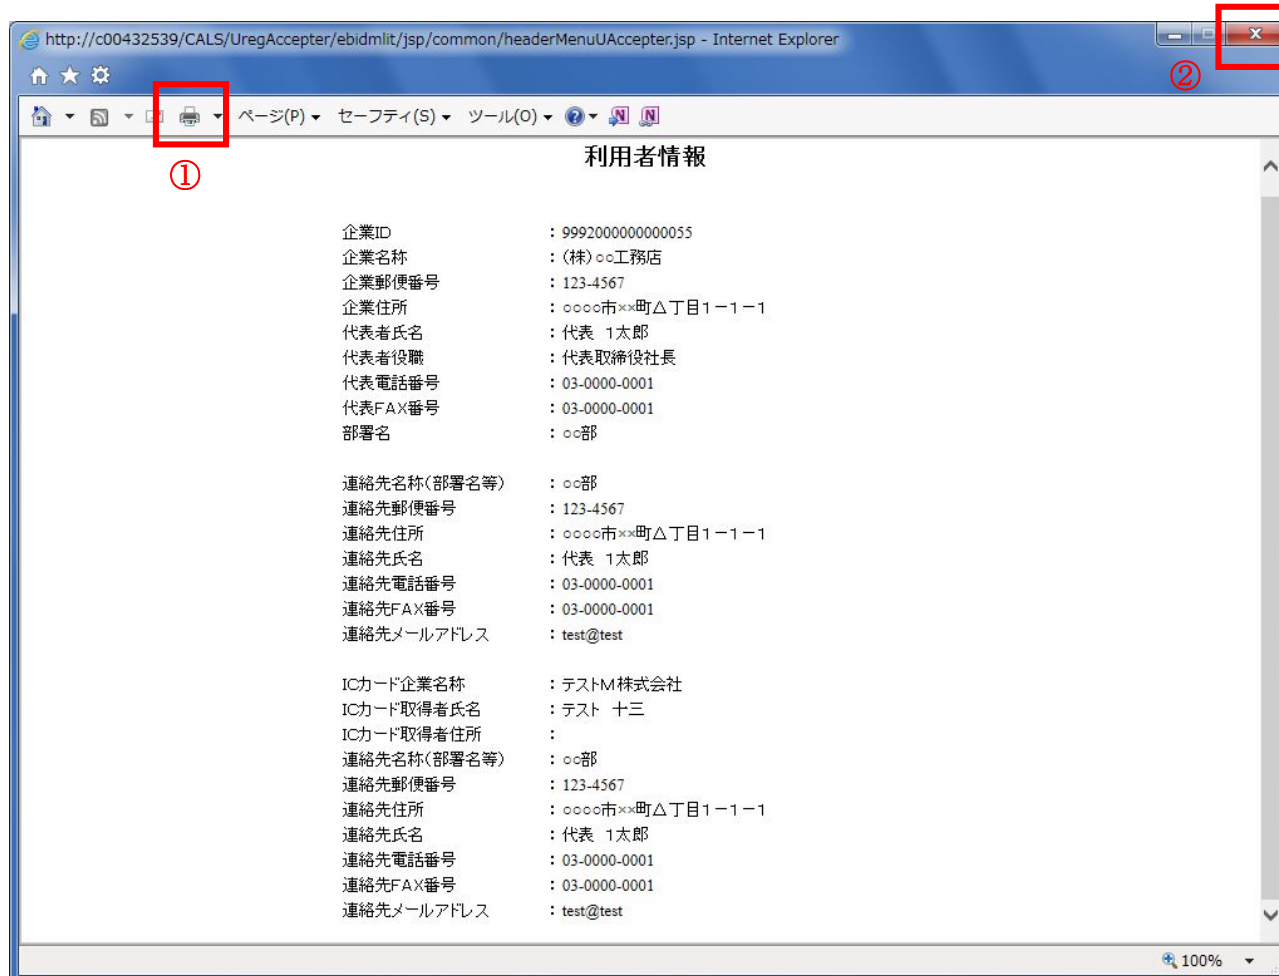 http://c00432539/CALS/UregAccepter/ebidmlit/jsp/common/headerMenuUAccepter.jsp - Internet Explorer
②
ページ(P) セーフティ(S) ツール(O)
①
利用者情報
企業ID : 9992000000000055
企業名称 : (株)○○工務店
企業郵便番号 : 123-4567
企業住所 : ○○○○市××町△丁目1-1-1
代表者氏名 : 代表 1太郎
代表者役職 : 代表取締役社長
代表電話番号 : 03-0000-0001
代表FAX番号 : 03-0000-0001
部署名 : ○○部
連絡先名称(部署名等) : ○○部
連絡先郵便番号 : 123-4567
連絡先住所 : ○○○○市××町△丁目1-1-1
連絡先氏名 : 代表 1太郎
連絡先電話番号 : 03-0000-0001
連絡先FAX番号 : 03-0000-0001
連絡先メールアドレス : test@test
ICカード企業名称 : テストM株式会社
ICカード取得者氏名 : テスト 十三
ICカード取得者住所 :
連絡先名称(部署名等) : ○○部
連絡先郵便番号 : 123-4567
連絡先住所 : ○○○○市××町△丁目1-1-1
連絡先氏名 : 代表 1太郎
連絡先電話番号 : 03-0000-0001
連絡先FAX番号 : 03-0000-0001
連絡先メールアドレス : test@test
100%